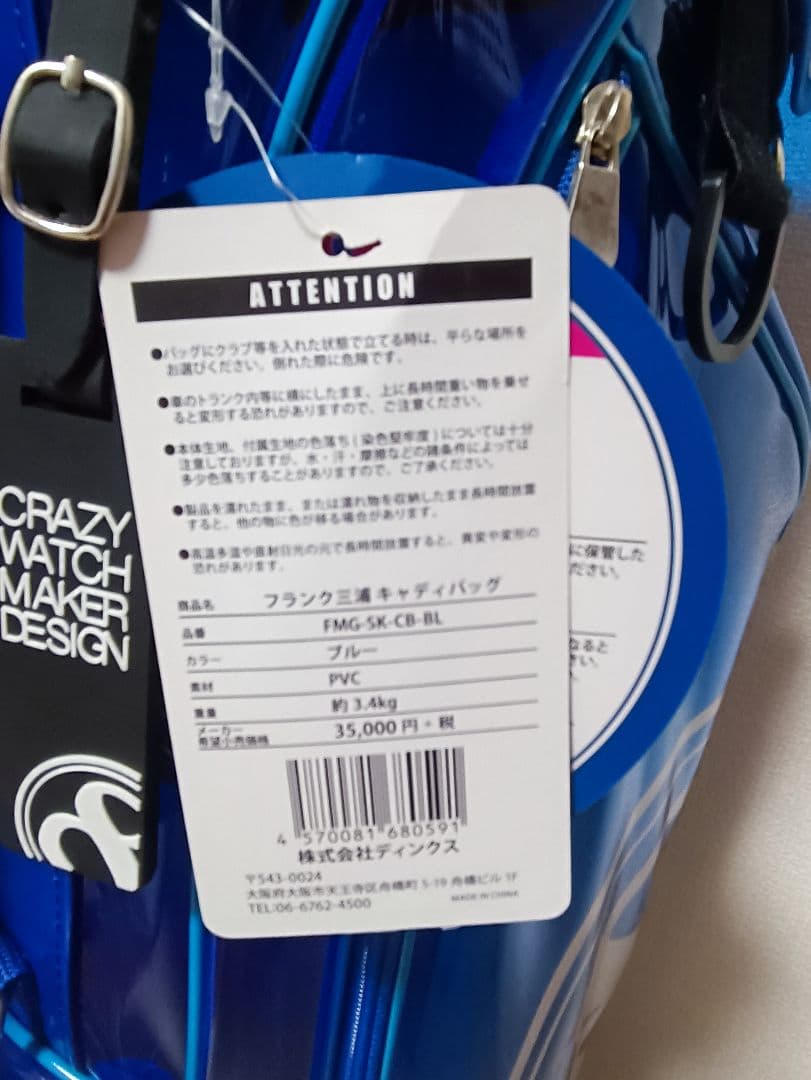 ATTENTION
●バッグにクラブ等を入れた状態で立てる時は、平らな場所を
お選びください。倒れた際に危険です。
●車のトランク内等に横にしたまま、上に長時間重い物を乗せ
ると変形する恐れがありますので、ご注意ください。
●本体生地、付属生地の色落ち(染色堅牢度)については十分
注意しておりますが、水・汗・摩擦などの諸条件によっては
多少色落ちすることがありますので、ご了承ください。
●製品を濡れたまま、または濡れ物を収納したまま長時間放置
すると、他の物に色が移る場合があります。
●高温多湿や直射日光の元で長時間放置すると、異変や変形の
恐れがあります。
商品名 フランク三浦 キャディバッグ
品番 FMG-SK-CB-BL
カラー ブルー
素材 PVC
重量 約3.4kg
メーカー
希望小売価格 35,000円+税
4 570081 680591
株式会社ディンクス
〒543-0024
大阪府大阪市天王寺区舟橋町5-19 舟橋ビル1F
TEL:06-6762-4500
MADE IN CHINA
CRAZY
WATCH
MAKER
DESIGN
に保管した
ださい。
なると
さい。